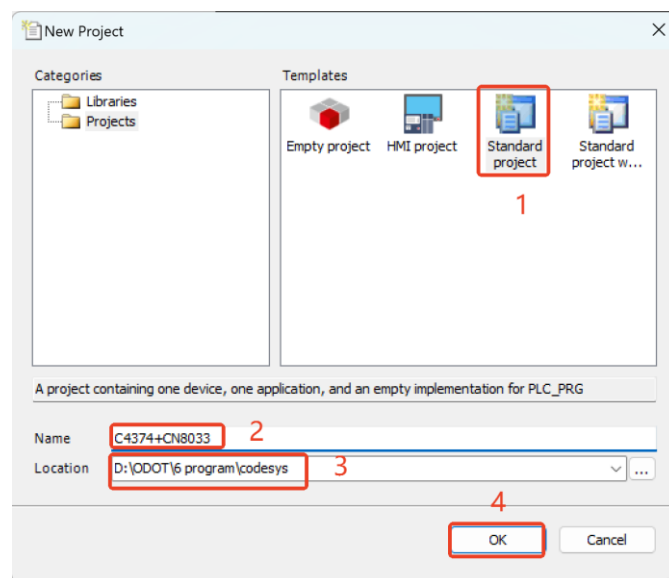 New Project
Categories
Templates
Libraries
Projects
Empty project
HMI project
Standard
project
Standard
project w...
1
A project containing one device, one application, and an empty implementation for PLC_PRG
Name
C4374+CN8033
2
Location
D:\ODOT\6 program\codesys
3
...
4
OK
Cancel